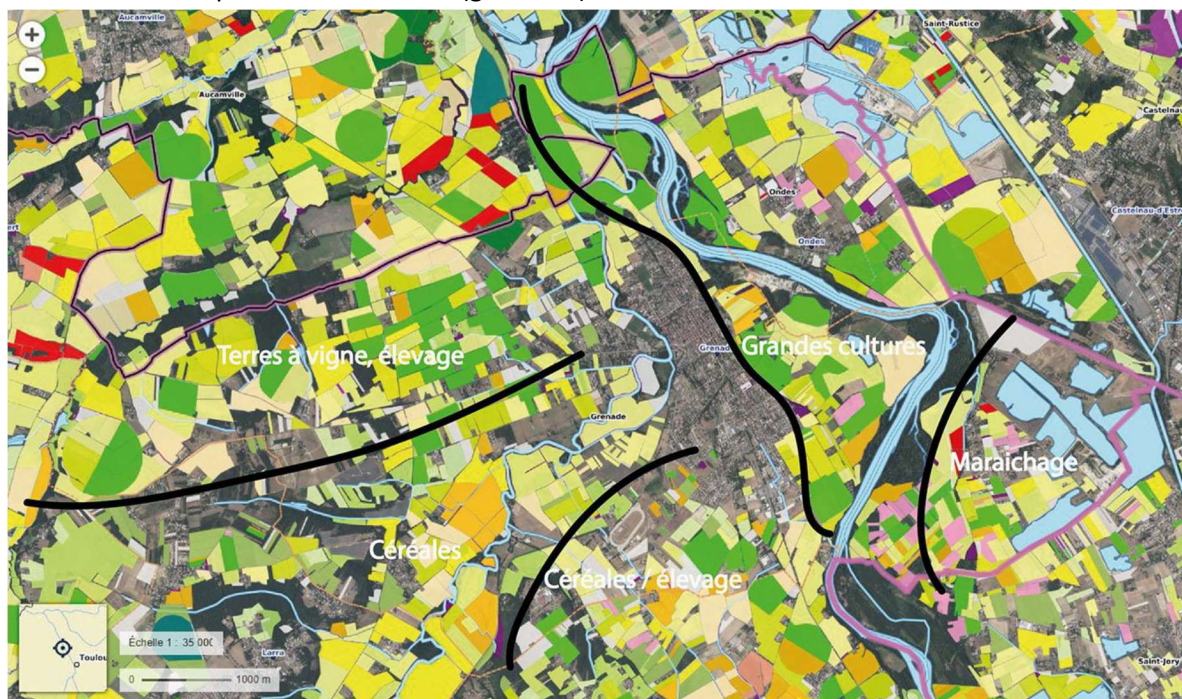 Aucamville
Saint-Rustice
+
−
Aucamville
Castelnau
Ondes
Castelnau-d'Estré
Ondes
Terres à vigne, élevage
Grenade
Grandes cultures
Grenade
Maraichage
Céréales
Céréales / élevage
Échelle 1 : 35 000
Larra
Toulou
0 1000 m
Saint-Jory